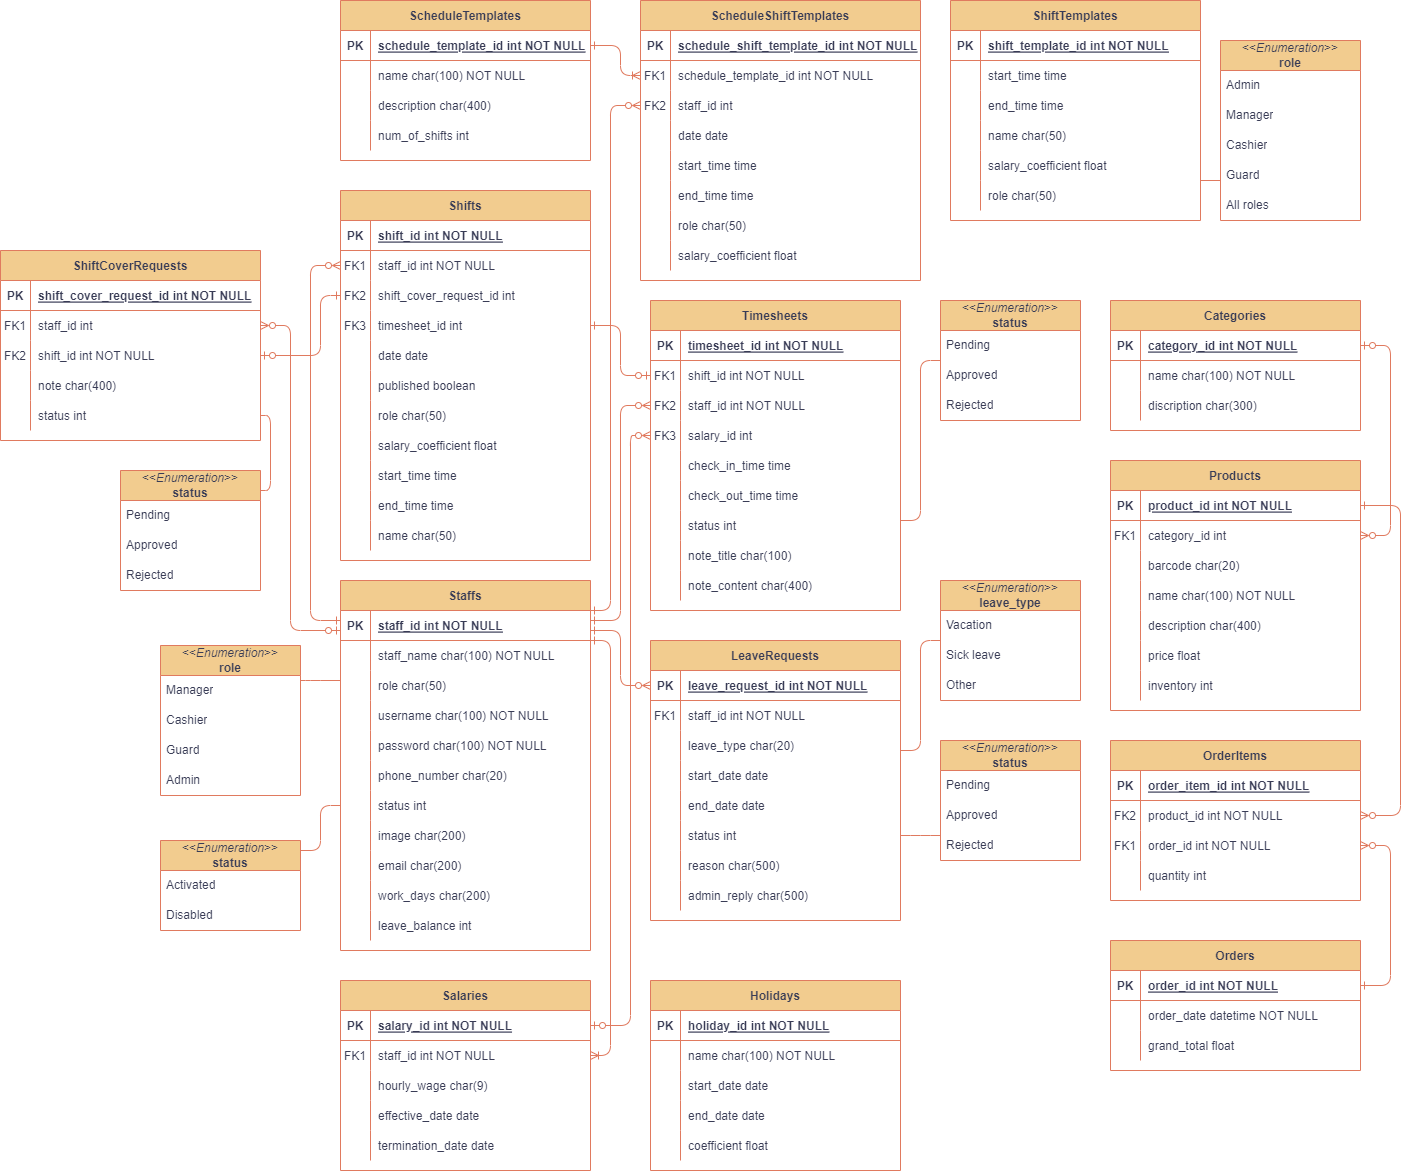 ScheduleTemplates
PK schedule_template_id int NOT NULL
name char(100) NOT NULL
description char(400)
num_of_shifts int
ScheduleShiftTemplates
PK schedule_shift_template_id int NOT NULL
FK1 schedule_template_id int NOT NULL
FK2 staff_id int
date date
start_time time
end_time time
role char(50)
salary_coefficient float
ShiftTemplates
PK shift_template_id int NOT NULL
start_time time
end_time time
name char(50)
salary_coefficient float
role char(50)
<<Enumeration>>
role
Admin
Manager
Cashier
Guard
All roles
Shifts
PK shift_id int NOT NULL
FK1 staff_id int NOT NULL
FK2 shift_cover_request_id int
FK3 timesheet_id int
date date
published boolean
role char(50)
salary_coefficient float
start_time time
end_time time
name char(50)
ShiftCoverRequests
PK shift_cover_request_id int NOT NULL
FK1 staff_id int
FK2 shift_id int NOT NULL
note char(400)
status int
<<Enumeration>>
status
Pending
Approved
Rejected
Timesheets
PK timesheet_id int NOT NULL
FK1 shift_id int NOT NULL
FK2 staff_id int NOT NULL
FK3 salary_id int
check_in_time time
check_out_time time
status int
note_title char(100)
note_content char(400)
<<Enumeration>>
status
Pending
Approved
Rejected
Categories
PK category_id int NOT NULL
name char(100) NOT NULL
discription char(300)
Products
PK product_id int NOT NULL
FK1 category_id int
barcode char(20)
name char(100) NOT NULL
description char(400)
price float
inventory int
Staffs
PK staff_id int NOT NULL
staff_name char(100) NOT NULL
role char(50)
username char(100) NOT NULL
password char(100) NOT NULL
phone_number char(20)
status int
image char(200)
email char(200)
work_days char(200)
leave_balance int
<<Enumeration>>
role
Manager
Cashier
Guard
Admin
<<Enumeration>>
status
Activated
Disabled
LeaveRequests
PK leave_request_id int NOT NULL
FK1 staff_id int NOT NULL
leave_type char(20)
start_date date
end_date date
status int
reason char(500)
admin_reply char(500)
<<Enumeration>>
leave_type
Vacation
Sick leave
Other
<<Enumeration>>
status
Pending
Approved
Rejected
OrderItems
PK order_item_id int NOT NULL
FK2 product_id int NOT NULL
FK1 order_id int NOT NULL
quantity int
Orders
PK order_id int NOT NULL
order_date datetime NOT NULL
grand_total float
Salaries
PK salary_id int NOT NULL
FK1 staff_id int NOT NULL
hourly_wage char(9)
effective_date date
termination_date date
Holidays
PK holiday_id int NOT NULL
name char(100) NOT NULL
start_date date
end_date date
coefficient float